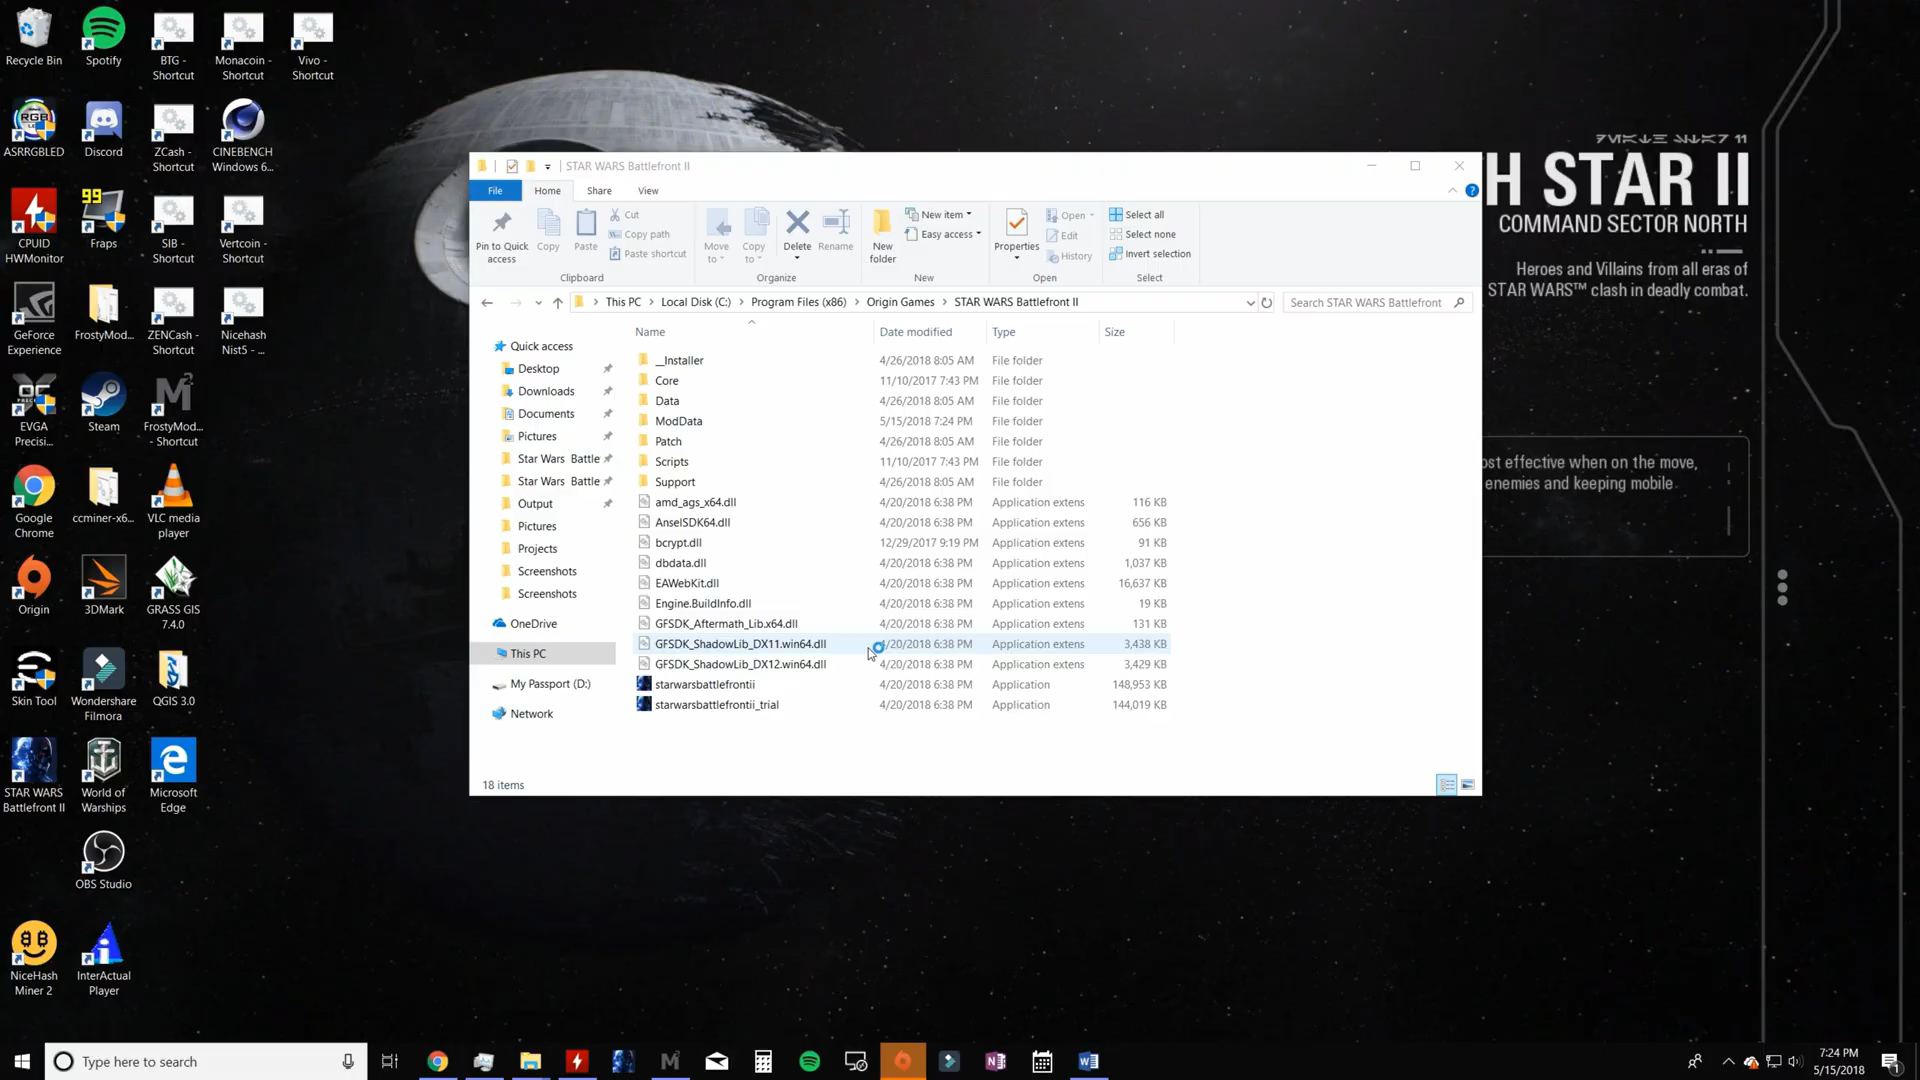 Recycle Bin
Spotify
BTG -
Shortcut
Monacoin -
Shortcut
Vivo -
Shortcut
RGB
ASRRGBLED
Discord
ZCash -
Shortcut
CINEBENCH
Windows 6...
CPUID
HWMonitor
99
Fraps
SIB -
Shortcut
Vertcoin -
Shortcut
GeForce
Experience
FrostyMod...
ZENCash -
Shortcut
Nicehash
Nist5 - ...
EVGA
Precisi...
Steam
FrostyMod...
- Shortcut
Google
Chrome
ccminer-x6...
VLC media
player
Origin
3DMark
GRASS GIS
7.4.0
Skin Tool
Wondershare
Filmora
QGIS 3.0
STAR WARS
Battlefront II
World of
Warships
Microsoft
Edge
OBS Studio
NiceHash
Miner 2
InterActual
Player
STAR WARS Battlefront II
File Home Share View
Pin to Quick
access
Copy
Paste
Cut
Copy path
Paste shortcut
Clipboard
Move
to
Copy
to
Delete
Rename
Organize
New
folder
New item
Easy access
New
Properties
Open
Edit
History
Open
Select all
Select none
Invert selection
Select
This PC > Local Disk (C:) > Program Files (x86) > Origin Games > STAR WARS Battlefront II
Search STAR WARS Battlefront
Quick access
Desktop
Downloads
Documents
Pictures
Star Wars Battle
Star Wars Battle
Output
Pictures
Projects
Screenshots
Screenshots
OneDrive
This PC
My Passport (D:)
Network
Name Date modified Type Size
__Installer 4/26/2018 8:05 AM File folder
Core 11/10/2017 7:43 PM File folder
Data 4/26/2018 8:05 AM File folder
ModData 5/15/2018 7:24 PM File folder
Patch 4/26/2018 8:05 AM File folder
Scripts 11/10/2017 7:43 PM File folder
Support 4/26/2018 8:05 AM File folder
amd_ags_x64.dll 4/20/2018 6:38 PM Application extens 116 KB
AnselSDK64.dll 4/20/2018 6:38 PM Application extens 656 KB
bcrypt.dll 12/29/2017 9:19 PM Application extens 91 KB
dbdata.dll 4/20/2018 6:38 PM Application extens 1,037 KB
EAWebKit.dll 4/20/2018 6:38 PM Application extens 16,637 KB
Engine.BuildInfo.dll 4/20/2018 6:38 PM Application extens 19 KB
GFSDK_Aftermath_Lib.x64.dll 4/20/2018 6:38 PM Application extens 131 KB
GFSDK_ShadowLib_DX11.win64.dll /20/2018 6:38 PM Application extens 3,438 KB
GFSDK_ShadowLib_DX12.win64.dll 4/20/2018 6:38 PM Application extens 3,429 KB
starwarsbattlefrontii 4/20/2018 6:38 PM Application 148,953 KB
starwarsbattlefrontii_trial 4/20/2018 6:38 PM Application 144,019 KB
18 items
H STAR II
COMMAND SECTOR NORTH
Heroes and Villains from all eras of
STAR WARS™ clash in deadly combat.
ost effective when on the move,
enemies and keeping mobile
Type here to search
7:24 PM
5/15/2018
1